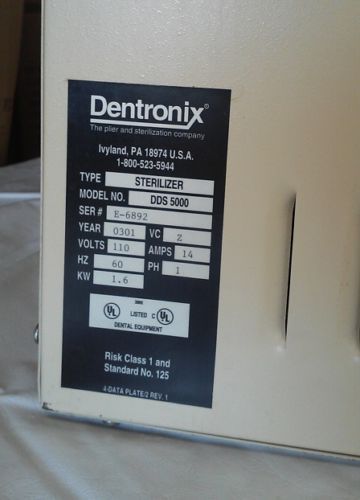 Dentronix®
The plier and sterilization company
Ivyland, PA 18974 U.S.A.
1-800-523-5944
TYPE STERILIZER
MODEL NO. DDS 5000
SER # E-6892
YEAR 0301 VC Z
VOLTS 110 AMPS 14
HZ 60 PH 1
KW 1.6
UL LISTED C UL
DENTAL EQUIPMENT
Risk Class 1 and
Standard No. 125
4-DATA PLATE/2 REV. 1